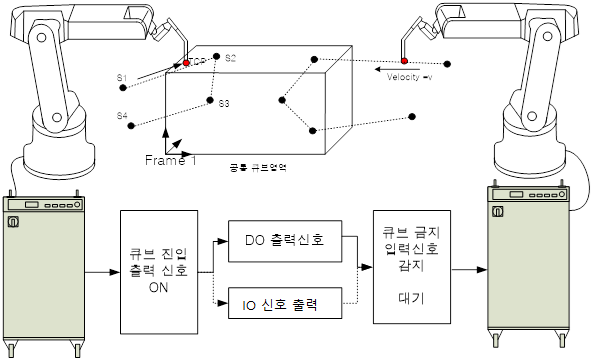 S1
S2
TCP
S3
S4
Velocity =v
Frame 1
공통 큐브영역
큐브 진입
출력 신호
ON
DO 출력신호
IO 신호 출력
큐브 금지
입력신호
감지
대기